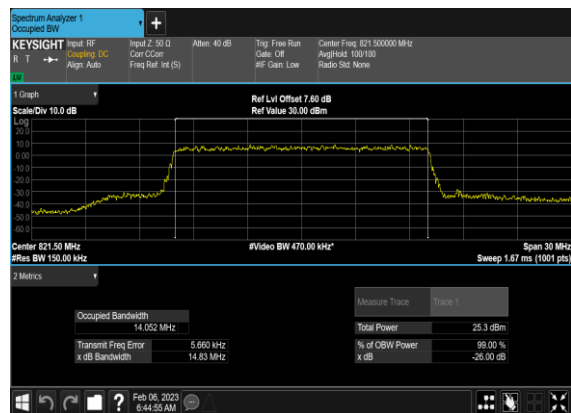 Spectrum Analyzer 1
Occupied BW
KEYSIGHT Input: RF Input Z: 50 Ω Atten: 40 dB Trig: Free Run Center Freq: 821.500000 MHz
R T Coupling: DC Corr CCorr Gate: Off Avg|Hold: 100/100
Align: Auto Freq Ref: Int (S) #IF Gain: Low Radio Std: None
1 Graph Ref Lvl Offset 7.60 dB
Scale/Div 10.0 dB Ref Value 30.00 dBm
Log
20.0
10.0
0.00
-10.0
-20.0
-30.0
-40.0
-50.0
-60.0
Center 821.50 MHz #Video BW 470.00 kHz* Span 30 MHz
#Res BW 150.00 kHz Sweep 1.67 ms (1001 pts)
2 Metrics
Measure Trace Trace 1
Occupied Bandwidth
14.052 MHz Total Power 25.3 dBm
Transmit Freq Error 5.660 kHz % of OBW Power 99.00 %
x dB Bandwidth 14.83 MHz x dB -26.00 dB
Feb 06, 2023
6:44:55 AM